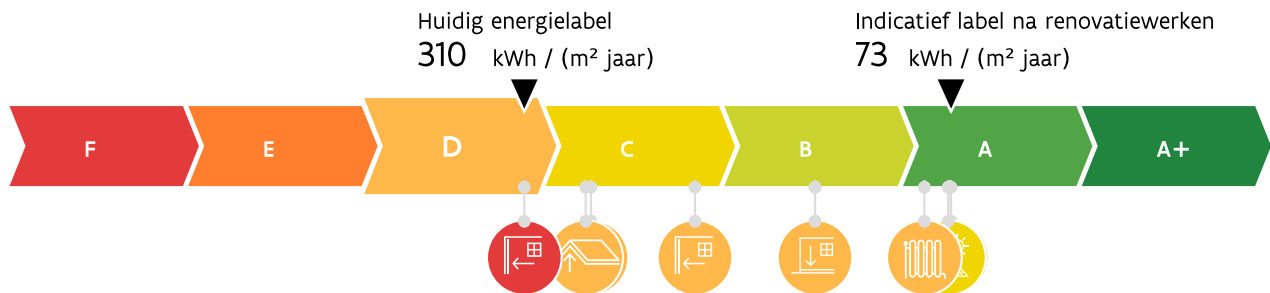 Huidig energielabel
310 kWh / (m² jaar)
Indicatief label na renovatiewerken
73 kWh / (m² jaar)
F E D C B A A+